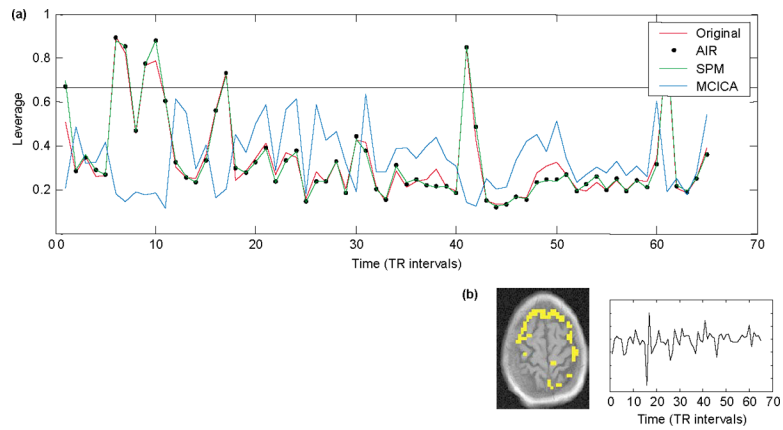 (a)
1
0.8
0.6
0.4
0.2
Leverage
Original
AIR
SPM
MCICA
0 0 10 20 30 40 50 60 70
Time (TR intervals)
(b)
0 10 20 30 40 50 60 70
Time (TR intervals)